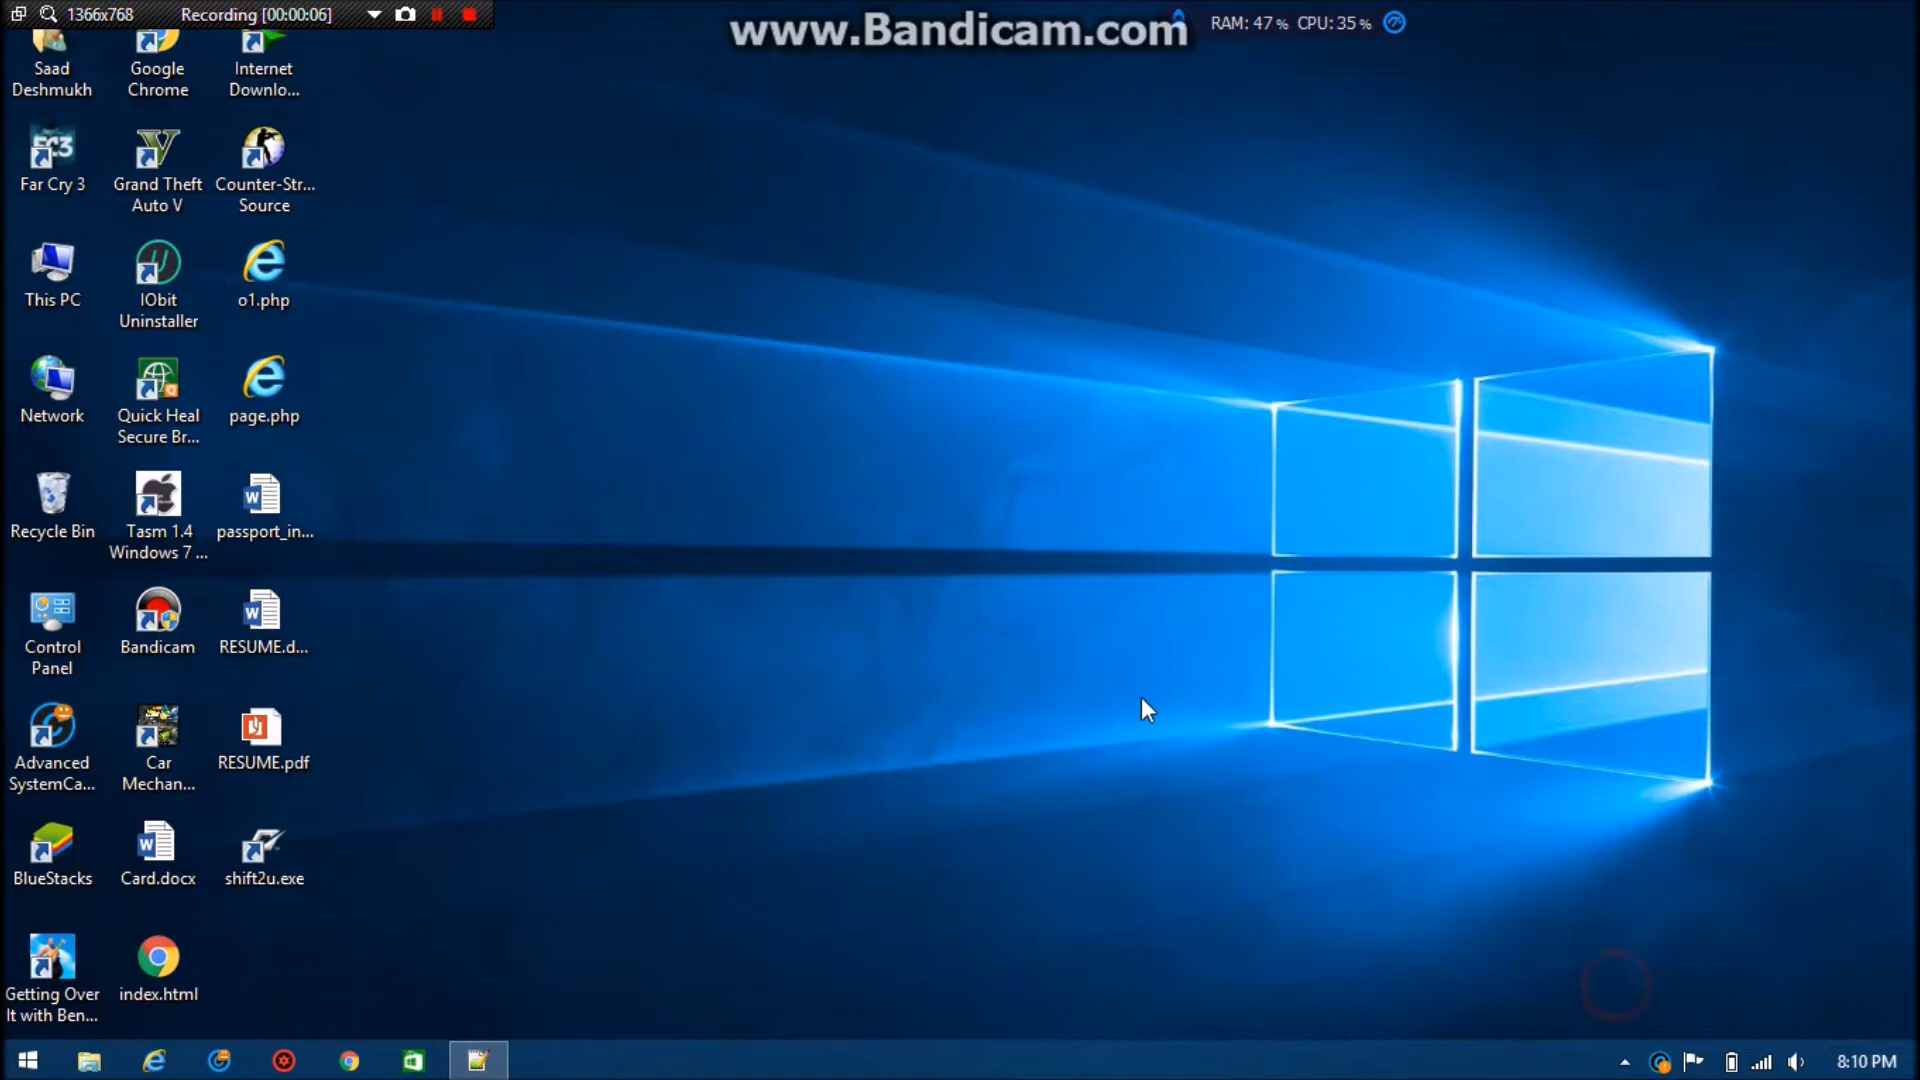 1366x768 Recording [00:00:06]
www.Bandicam.com
RAM: 47 % CPU: 35 %
Saad Deshmukh
Google Chrome
Internet Downlo...
Far Cry 3
Grand Theft Auto V
Counter-Str... Source
This PC
IObit Uninstaller
o1.php
Network
Quick Heal Secure Br...
page.php
Recycle Bin
Tasm 1.4 Windows 7 ...
passport_in...
Control Panel
Bandicam
RESUME.d...
Advanced SystemCa...
Car Mechan...
RESUME.pdf
BlueStacks
Card.docx
shift2u.exe
Getting Over It with Ben...
index.html
8:10 PM